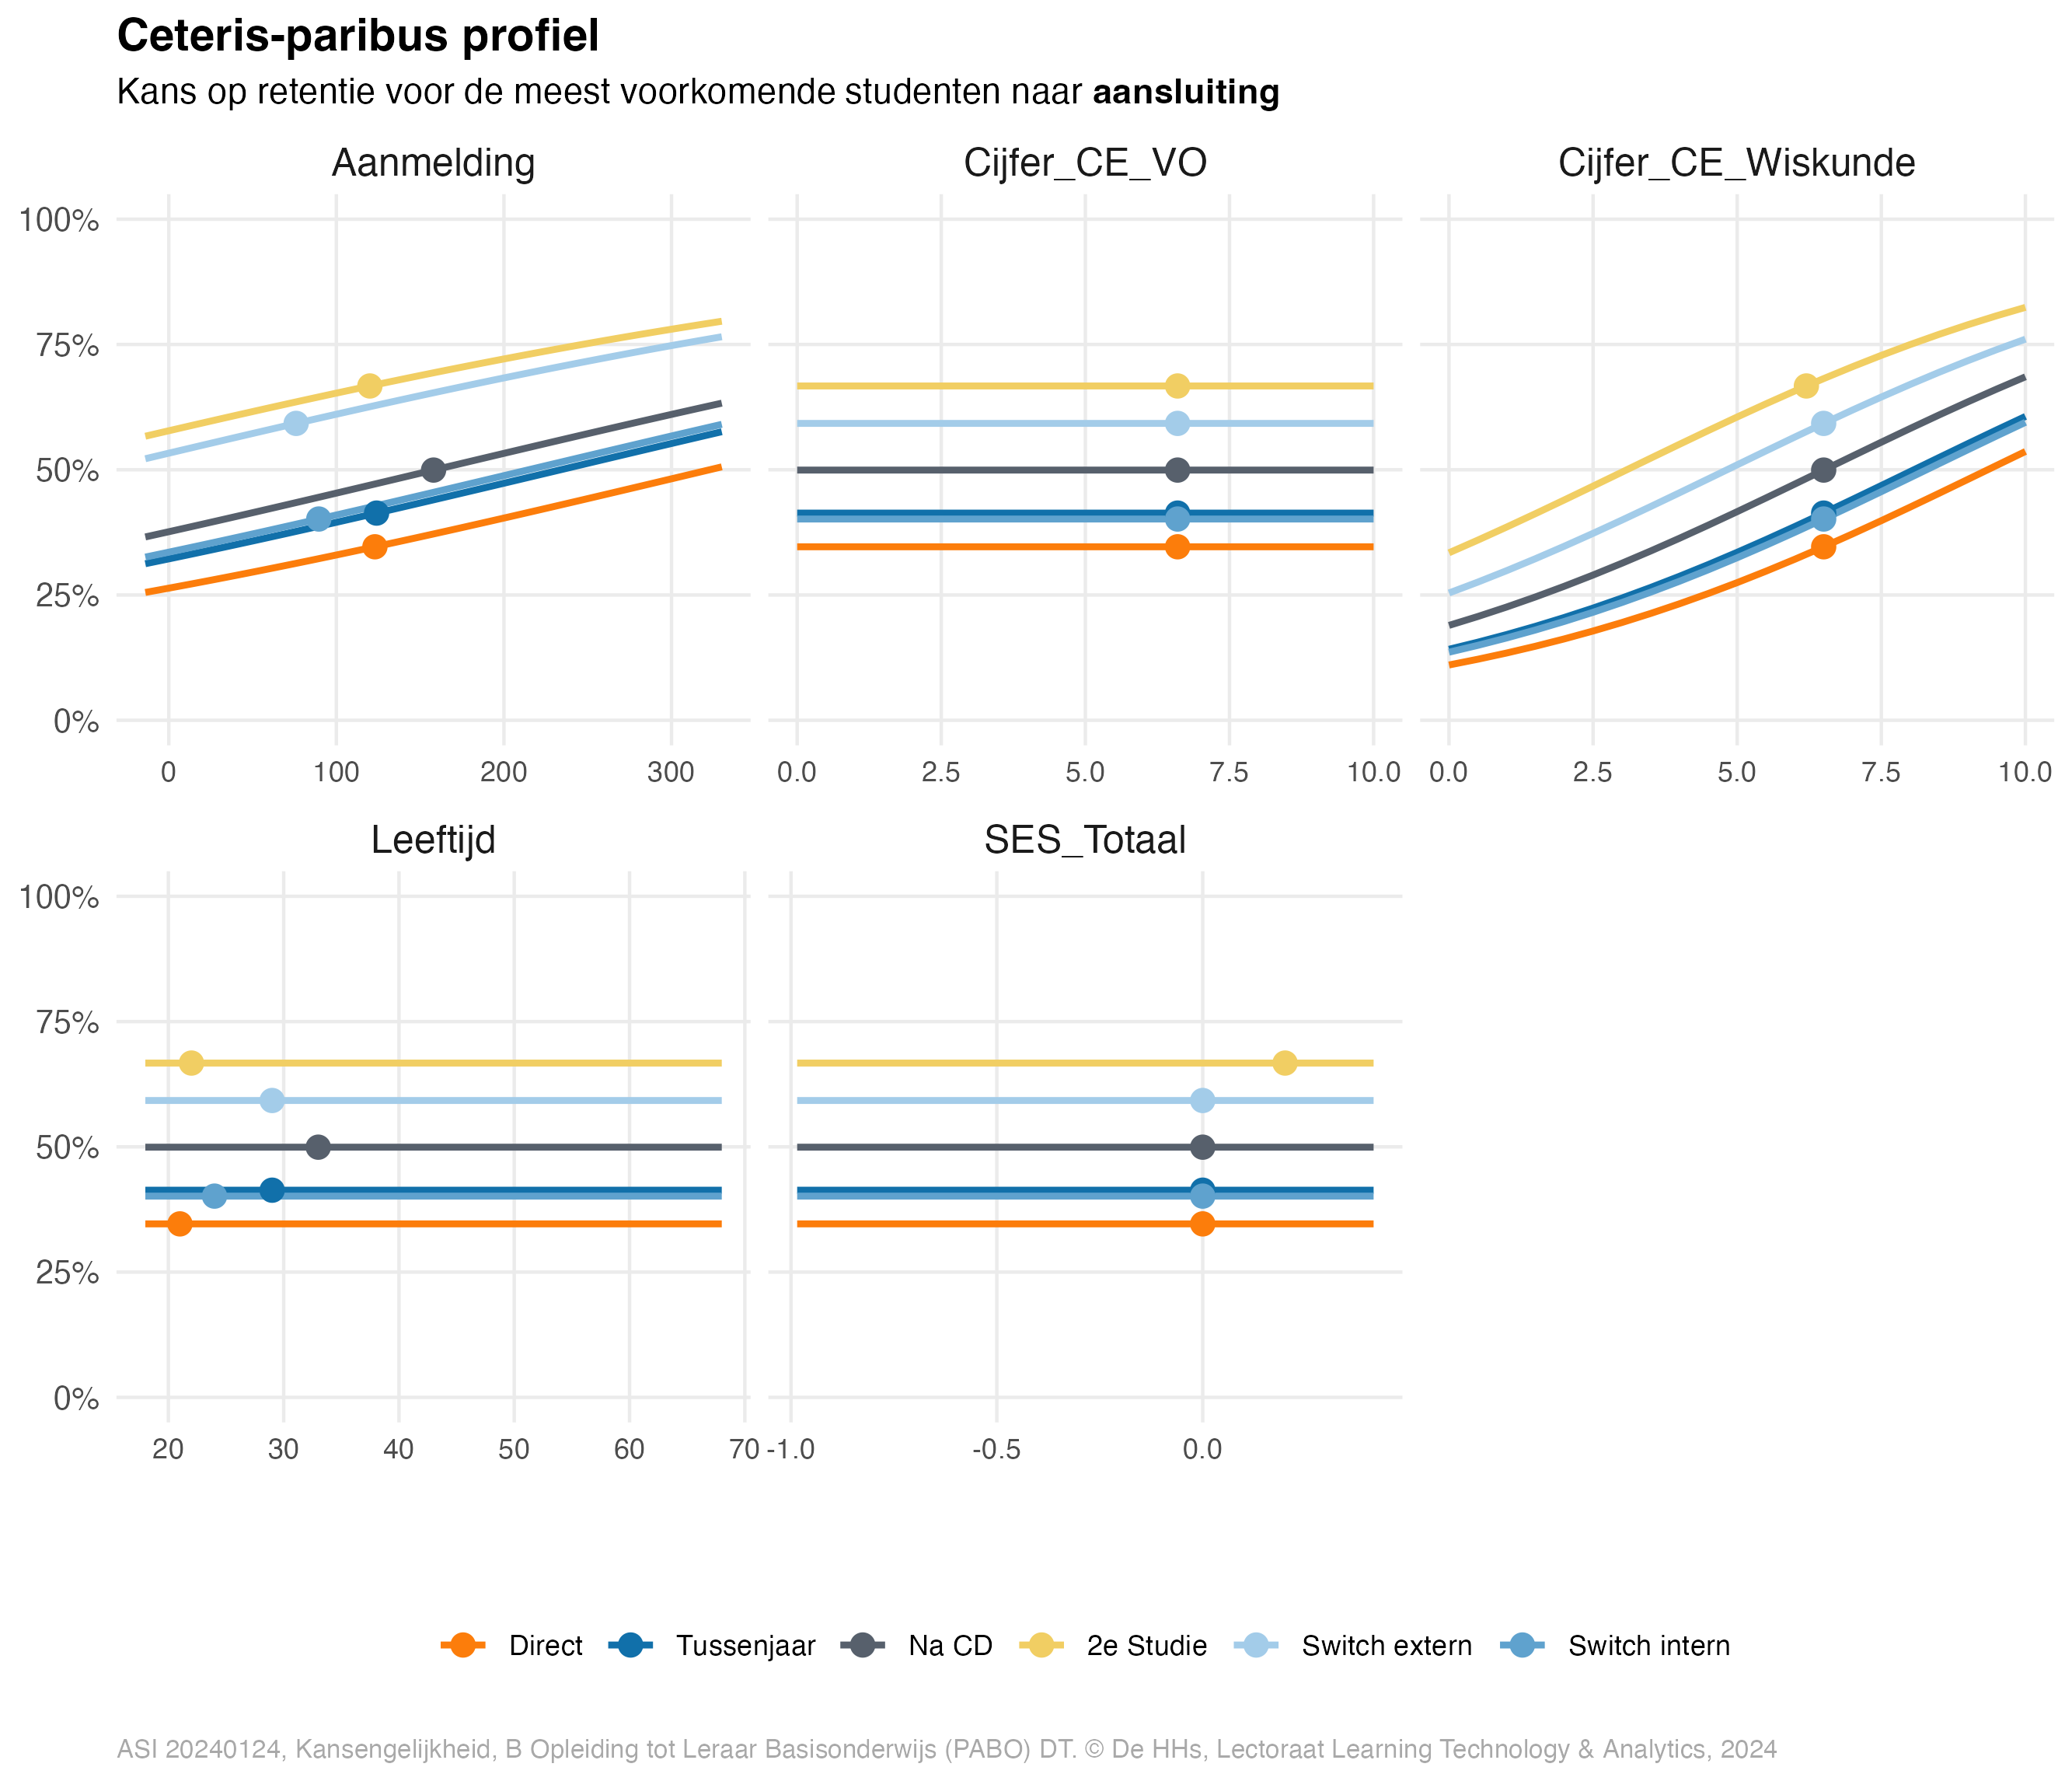 Ceteris-paribus profiel
Kans op retentie voor de meest voorkomende studenten naar aansluiting
Aanmelding Cijfer_CE_VO Cijfer_CE_Wiskunde
100%
75%
50%
25%
0%
0 100 200 300 0.0 2.5 5.0 7.5 10.0 0.0 2.5 5.0 7.5 10.0
Leeftijd SES_Totaal
100%
75%
50%
25%
0%
20 30 40 50 60 70 -1.0 -0.5 0.0
Direct Tussenjaar Na CD 2e Studie Switch extern Switch intern
ASI 20240124, Kansengelijkheid, B Opleiding tot Leraar Basisonderwijs (PABO) DT. © De HHs, Lectoraat Learning Technology & Analytics, 2024